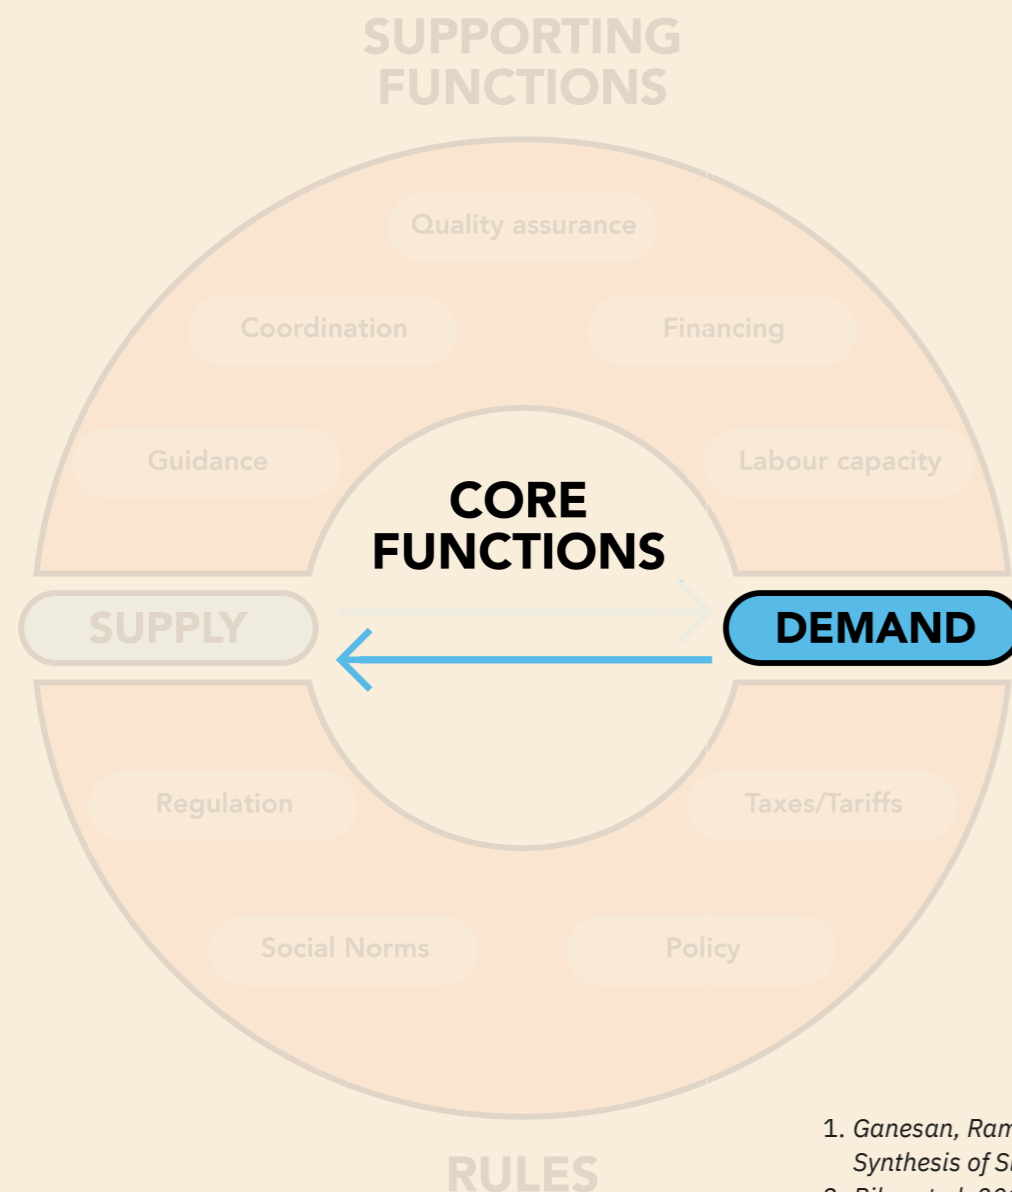 SUPPORTING
FUNCTIONS
Quality assurance
Coordination
Financing
Guidance
Labour capacity
CORE
FUNCTIONS
SUPPLY
DEMAND
Regulation
Taxes/Tariffs
Social Norms
Policy
1. Ganesan, Ram
Synthesis of
RULES